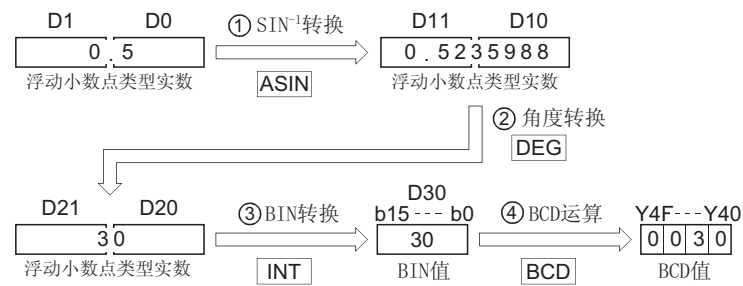 D1 D0 ① SIN⁻¹转换 D11 D10
0.5 0.5235988
浮动小数点类型实数 ASIN 浮动小数点类型实数
② 角度转换
DEG
D21 D20 ③BIN转换 D30 ④BCD运算
b15---b0 Y4F---Y40
30 30 0 0 3 0
浮动小数点类型实数 INT BIN值 BCD BCD值